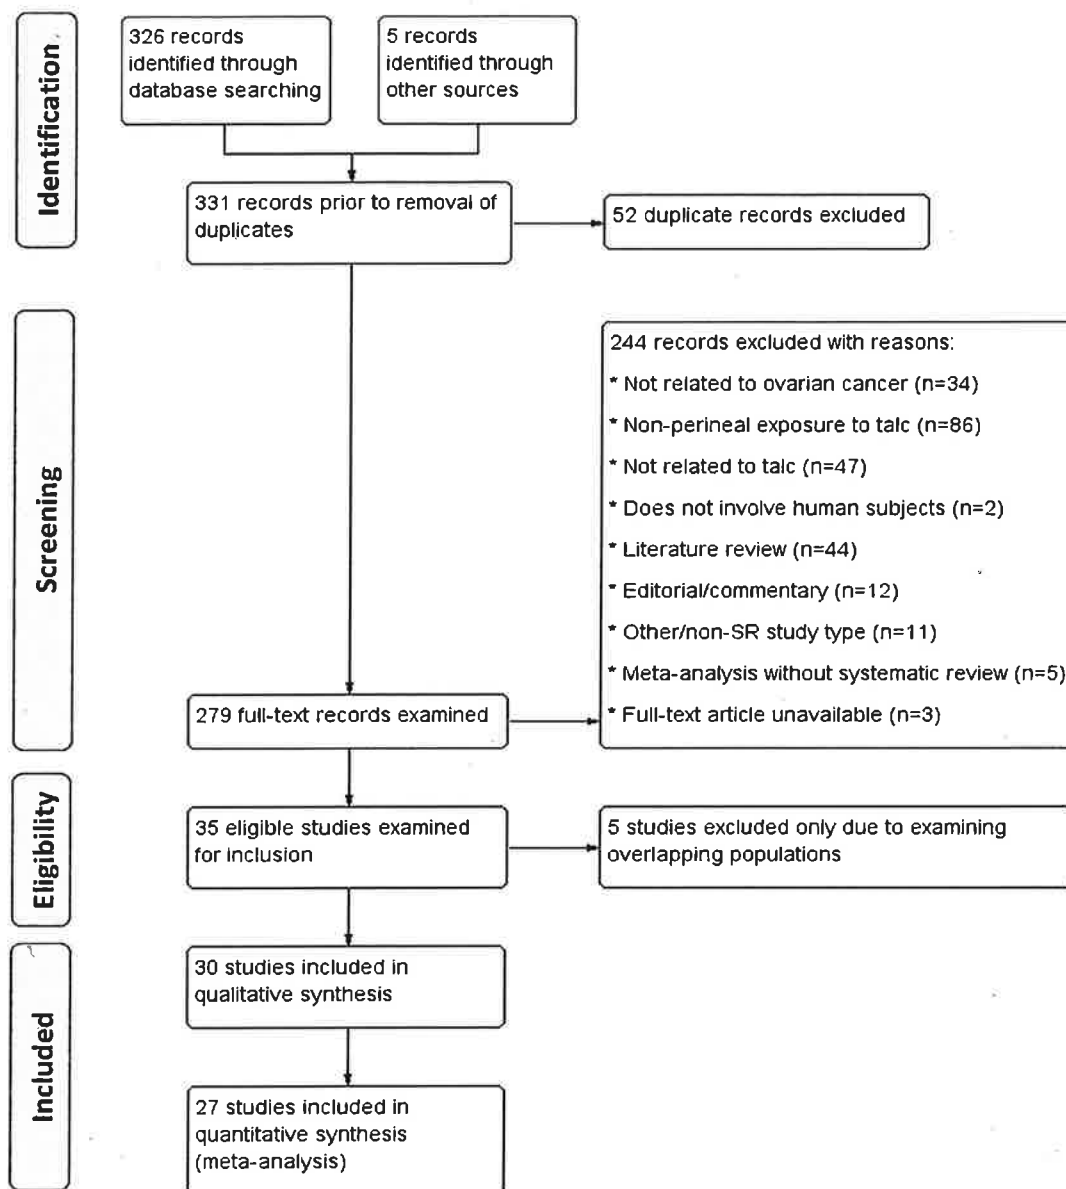 Identification
326 records
identified through
database searching
5 records
identified through
other sources
331 records prior to removal of
duplicates
52 duplicate records excluded
Screening
244 records excluded with reasons:
* Not related to ovarian cancer (n=34)
* Non-perineal exposure to talc (n=86)
* Not related to talc (n=47)
* Does not involve human subjects (n=2)
* Literature review (n=44)
* Editorial/commentary (n=12)
* Other/non-SR study type (n=11)
* Meta-analysis without systematic review (n=5)
* Full-text article unavailable (n=3)
279 full-text records examined
Eligibility
35 eligible studies examined
for inclusion
5 studies excluded only due to examining
overlapping populations
Included
30 studies included in
qualitative synthesis
27 studies included in
quantitative synthesis
(meta-analysis)